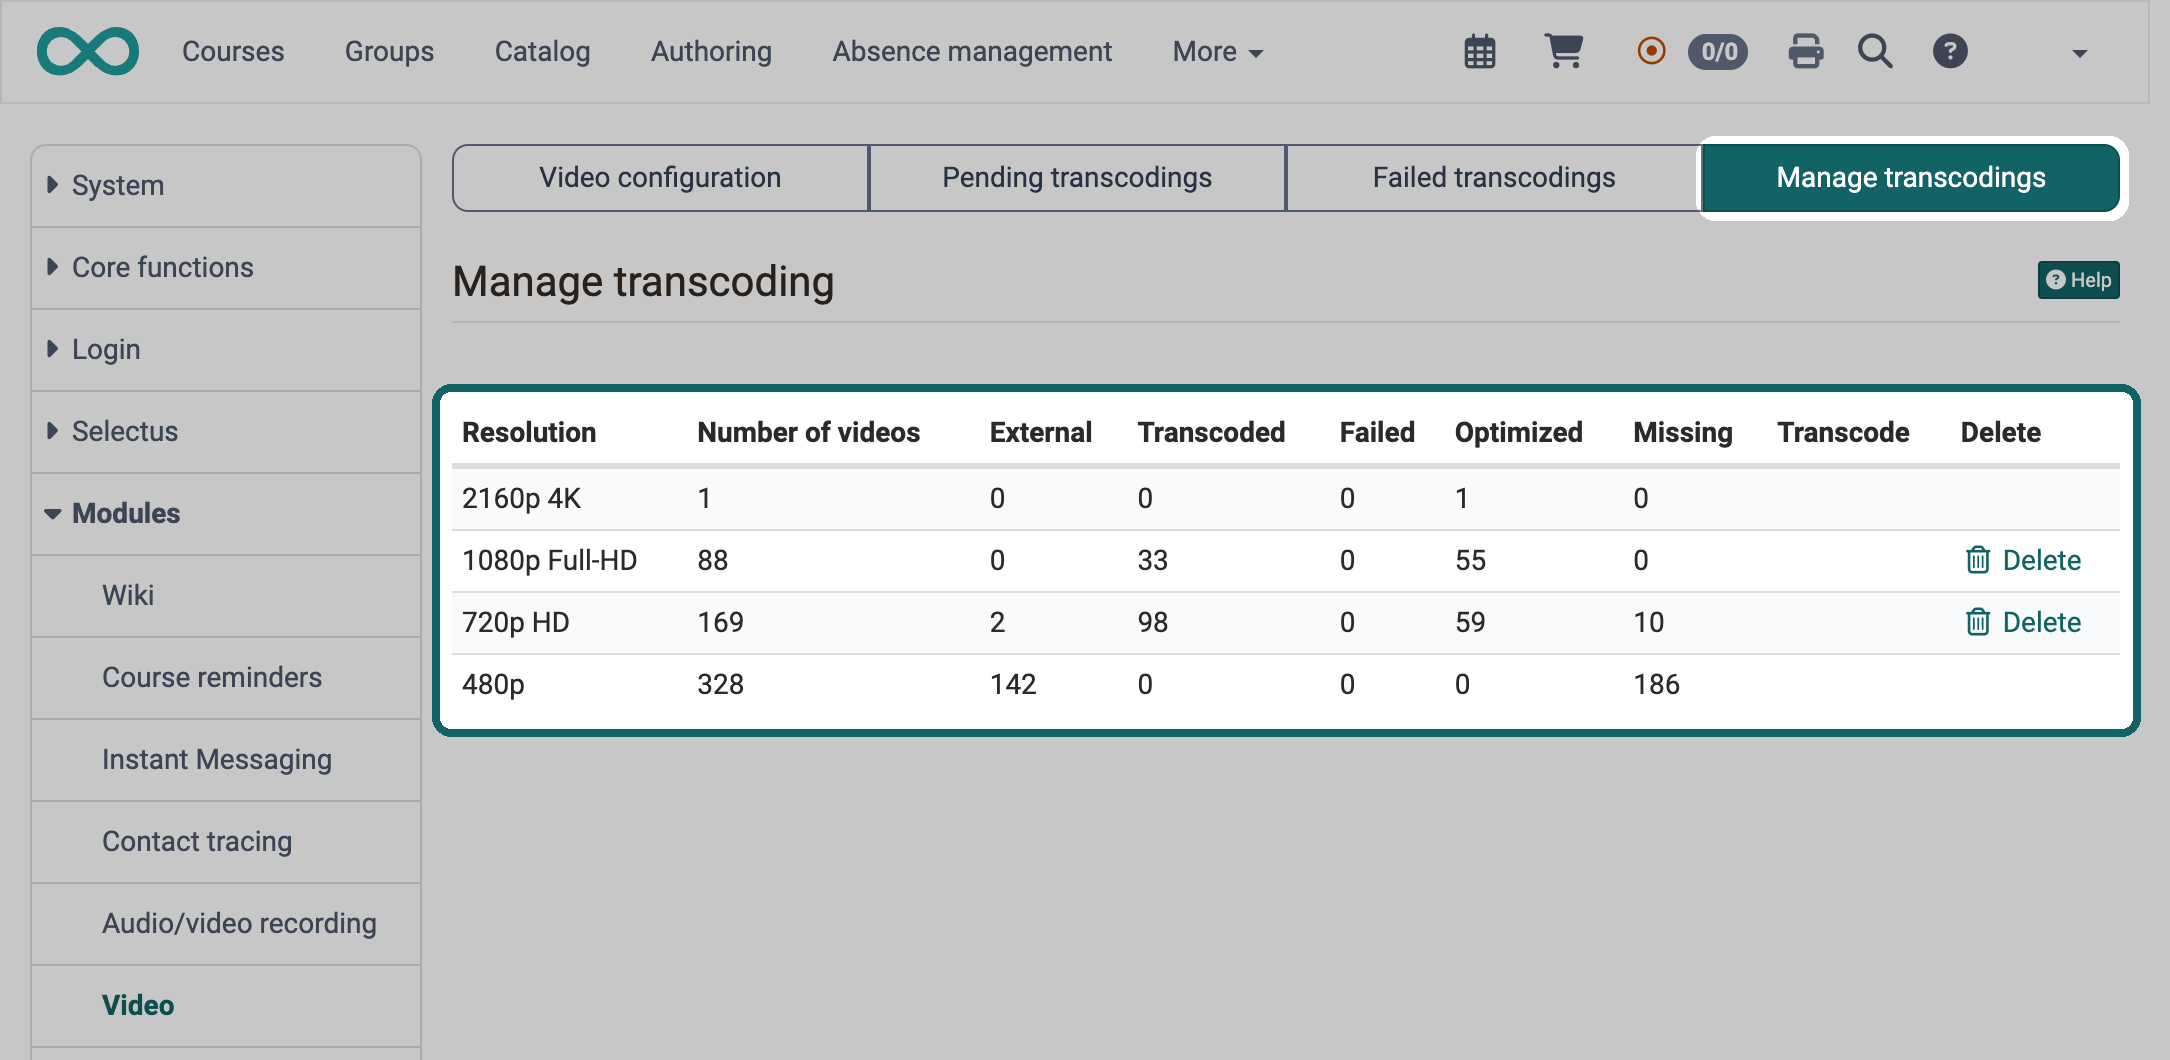 Courses Groups Catalog Authoring Absence management More 0/0
System
Core functions
Login
Selectus
Modules
Wiki
Course reminders
Instant Messaging
Contact tracing
Audio/video recording
Video
Video configuration Pending transcodings Failed transcodings Manage transcodings
Manage transcoding Help
Resolution Number of videos External Transcoded Failed Optimized Missing Transcode Delete
2160p 4K 1 0 0 0 1 0
1080p Full-HD 88 0 33 0 55 0 Delete
720p HD 169 2 98 0 59 10 Delete
480p 328 142 0 0 0 186